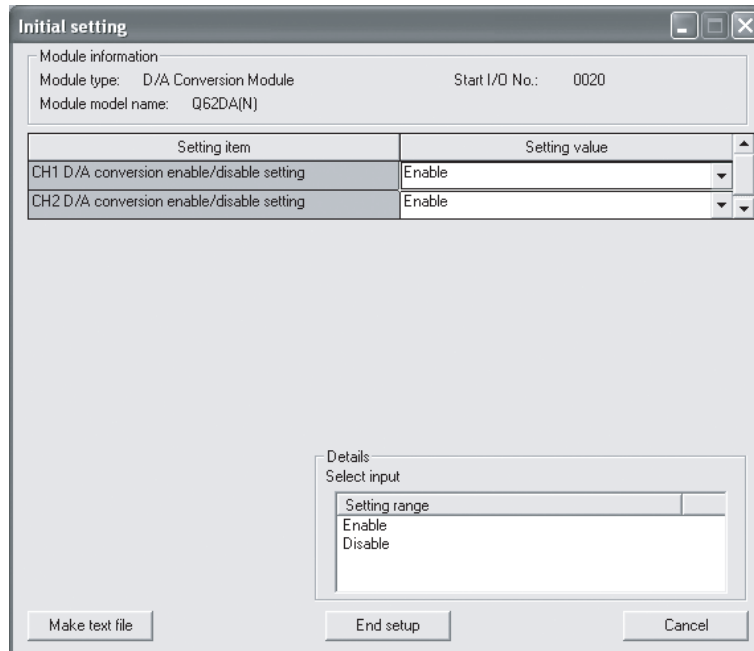 Initial setting
Module information
Module type: D/A Conversion Module Start I/O No.: 0020
Module model name: Q62DA(N)
Setting item Setting value
CH1 D/A conversion enable/disable setting Enable
CH2 D/A conversion enable/disable setting Enable
Details
Select input
Setting range
Enable
Disable
Make text file End setup Cancel